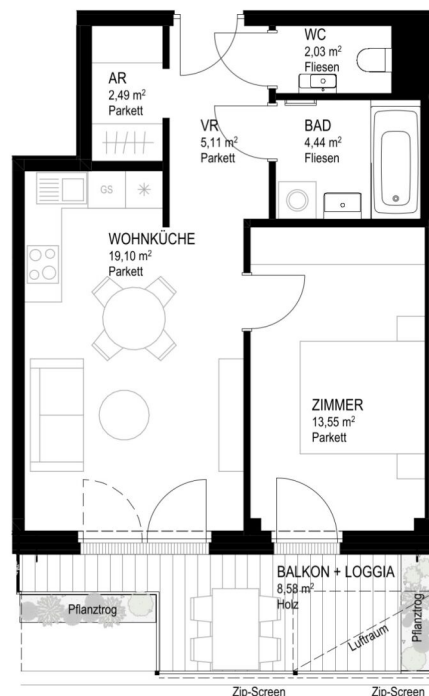 WC
2,03 m²
Fliesen
AR
2,49 m²
Parkett
VR
5,11 m²
Parkett
BAD
4,44 m²
Fliesen
GS
WOHNKÜCHE
19,10 m²
Parkett
ZIMMER
13,55 m²
Parkett
BALKON + LOGGIA
8,58 m²
Holz
Pflanztrog
Luftraum
Pflanztrog
Zip-Screen
Zip-Screen